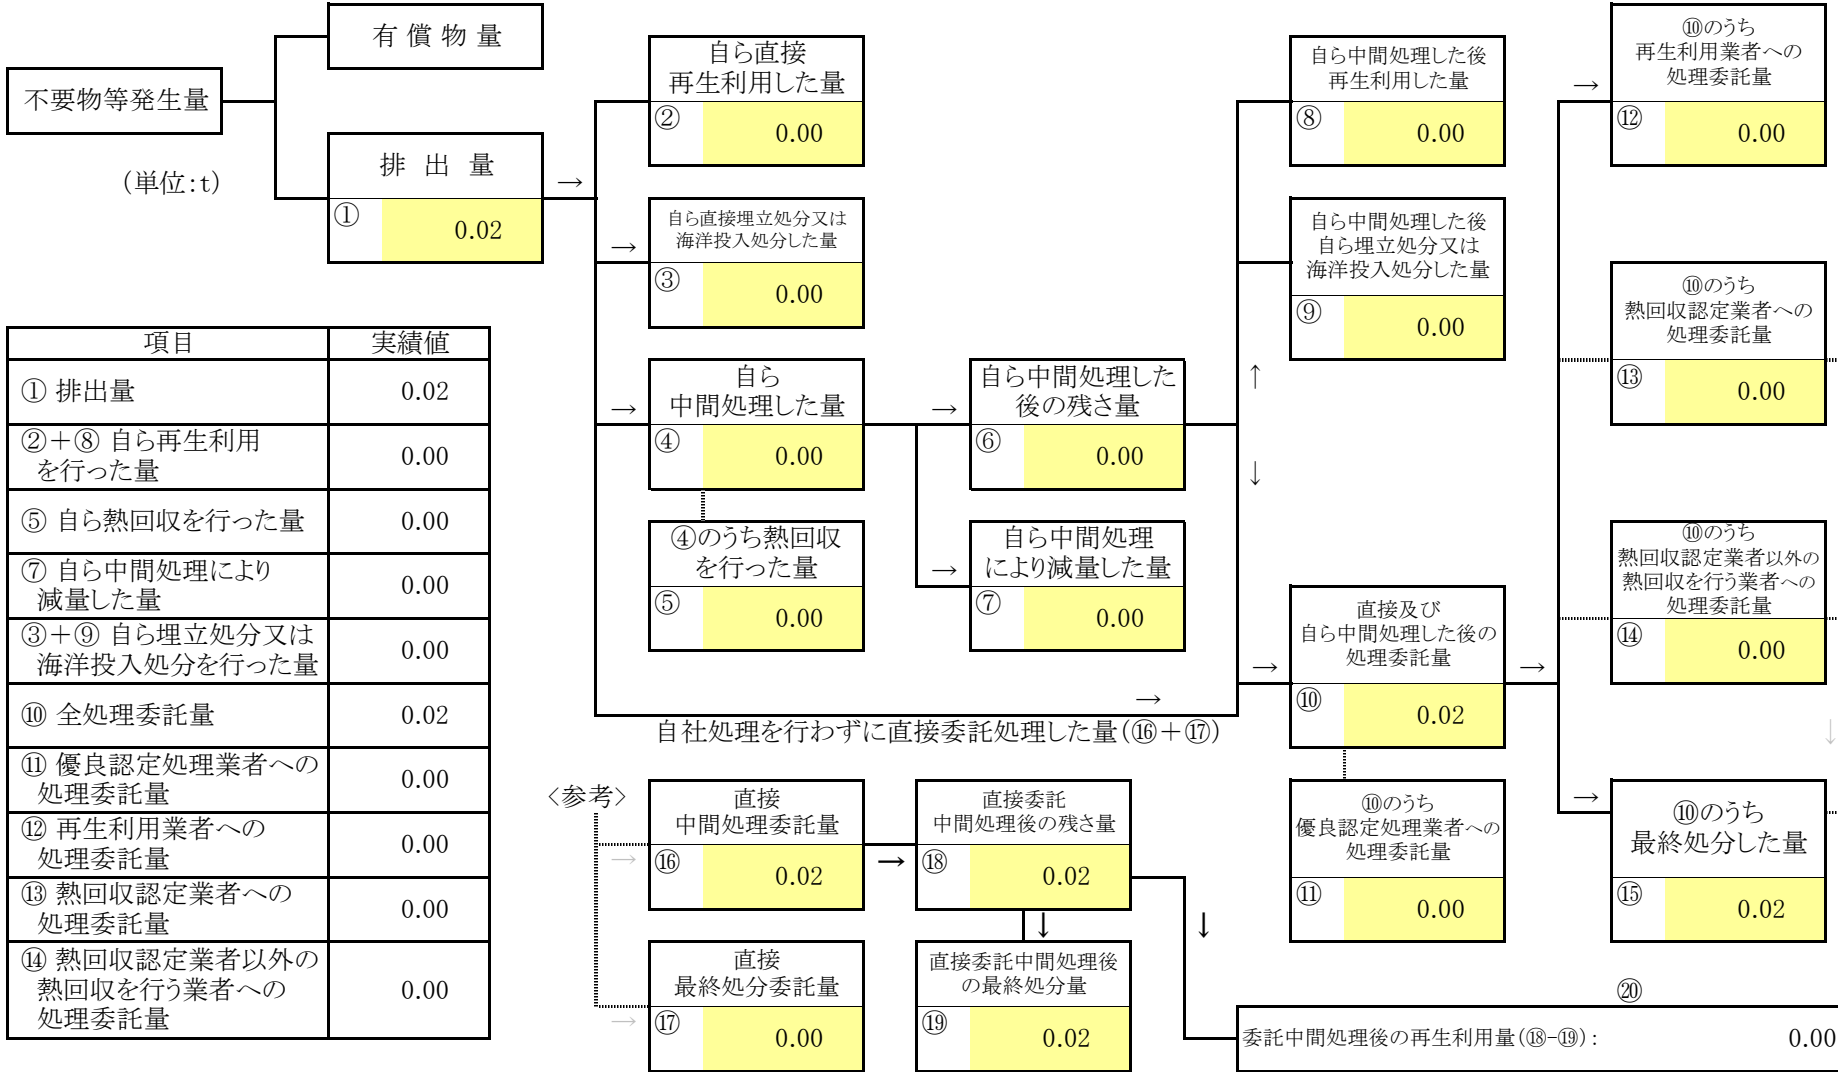 有 償 物 量
不要物等発生量
排 出 量
① 0.02
(単位:t)
→
自ら直接
再生利用した量
② 0.00
→
自ら直接埋立処分又は
海洋投入処分した量
③ 0.00
→
自ら
中間処理した量
④ 0.00
④のうち熱回収
を行った量
⑤ 0.00
→
自ら中間処理した
後の残さ量
⑥ 0.00
→
自ら中間処理
により減量した量
⑦ 0.00
↑
↓
自ら中間処理した後
再生利用した量
⑧ 0.00
自ら中間処理した後
自ら埋立処分又は
海洋投入処分した量
⑨ 0.00
→
自社処理を行わずに直接委託処理した量(⑯+⑰)
→
直接及び
自ら中間処理した後の
処理委託量
⑩ 0.02
⑩のうち
優良認定処理業者への
処理委託量
⑪ 0.00
→
→
⑩のうち
再生利用業者への
処理委託量
⑫ 0.00
⑩のうち
熱回収認定業者への
処理委託量
⑬ 0.00
⑩のうち
熱回収認定業者以外の
熱回収を行う業者への
処理委託量
⑭ 0.00
↓
→
⑩のうち
最終処分した量
⑮ 0.02
項目 実績値
① 排出量 0.02
②+⑧ 自ら再生利用
を行った量 0.00
⑤ 自ら熱回収を行った量 0.00
⑦ 自ら中間処理により
減量した量 0.00
③+⑨ 自ら埋立処分又は
海洋投入処分を行った量 0.00
⑩ 全処理委託量 0.02
⑪ 優良認定処理業者への
処理委託量 0.00
⑫ 再生利用業者への
処理委託量 0.00
⑬ 熱回収認定業者への
処理委託量 0.00
⑭ 熱回収認定業者以外の
熱回収を行う業者への
処理委託量 0.00
<参考>
→
直接
中間処理委託量
⑯ 0.02
→
直接
最終処分委託量
⑰ 0.00
→
直接委託
中間処理後の残さ量
⑱ 0.02
↓
↓
直接委託中間処理後
の最終処分量
⑲ 0.02
⑳
委託中間処理後の再生利用量(⑱-⑲): 0.00